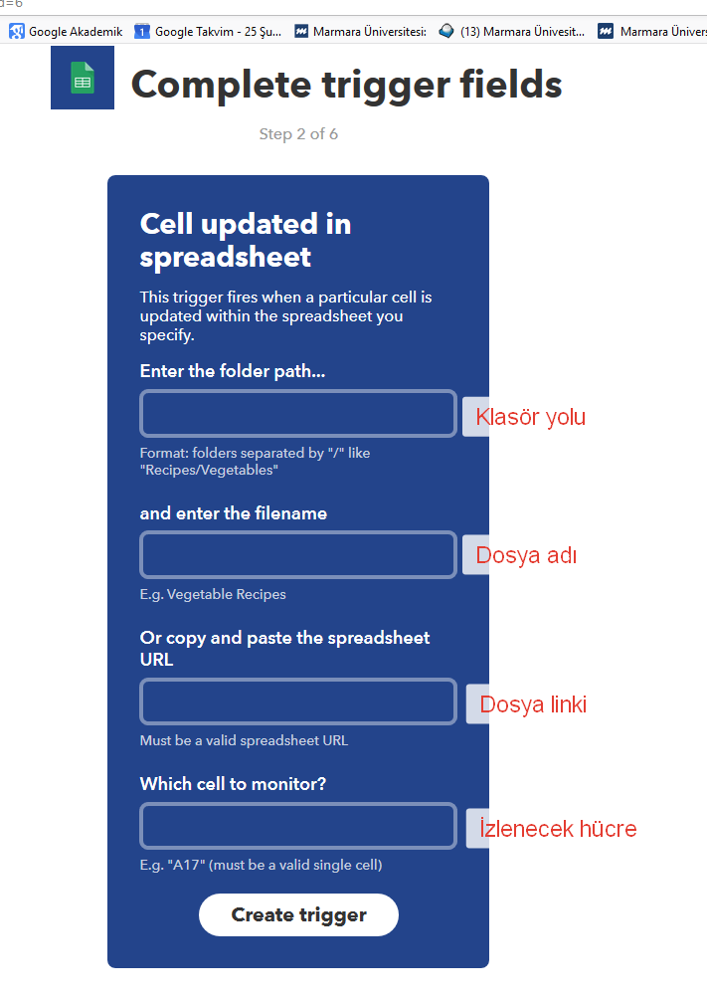 d=6
Google Akademik
Google Takvim - 25 Şu...
Marmara Üniversitesi:
(13) Marmara Üniversit...
Marmara Ünivers
Complete trigger fields
Step 2 of 6
Cell updated in
spreadsheet
This trigger fires when a particular cell is
updated within the spreadsheet you
specify.
Enter the folder path...
Klasör yolu
Format: folders separated by "/" like
"Recipes/Vegetables"
and enter the filename
Dosya adı
E.g. Vegetable Recipes
Or copy and paste the spreadsheet
URL
Dosya linki
Must be a valid spreadsheet URL
Which cell to monitor?
İzlenecek hücre
E.g. "A17" (must be a valid single cell)
Create trigger